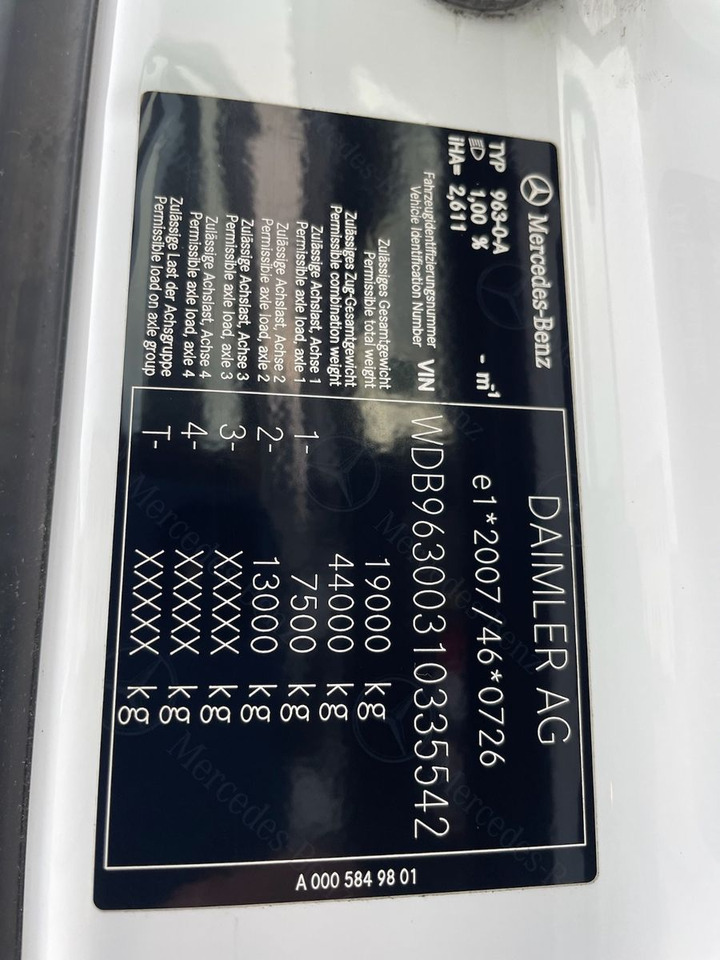 Mercedes-Benz
DAIMLER AG
TYP 963-0-A
1,00 % - m-1
e1*2007/46*0726
iHA= 2,611
Fahrzeugidentifizierungsnummer
Vehicle Identification Number VIN WDB96300310335542
Zulässiges Gesamtgewicht
Permissible total weight 19000 kg
Zulässiges Zug-Gesamtgewicht
Permissible combination weight 44000 kg
Zulässige Achslast, Achse 1
Permissible axle load, axle 1 1- 7500 kg
Zulässige Achslast, Achse 2
Permissible axle load, axle 2 2- 13000 kg
Zulässige Achslast, Achse 3
Permissible axle load, axle 3 3- XXXXX kg
Zulässige Achslast, Achse 4
Permissible axle load, axle 4 4- XXXXX kg
Zulässige Last der Achsgruppe
Permissible load on axle group T- XXXXX kg
A 000 584 98 01